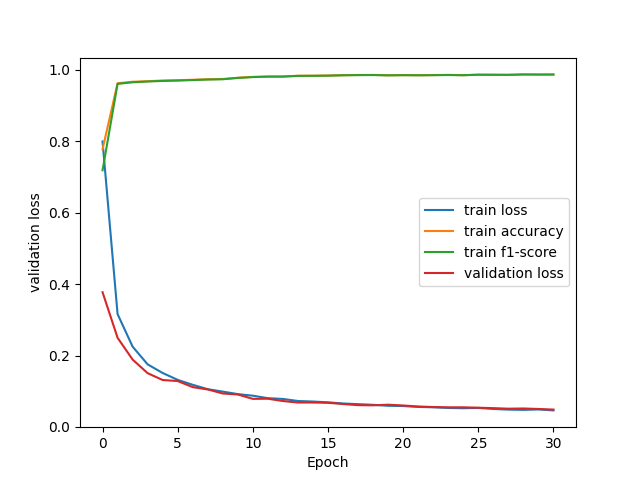 1.0
0.8
0.6
0.4
0.2
0.0
validation loss
train loss
train accuracy
train f1-score
validation loss
0 5 10 15 20 25 30
Epoch